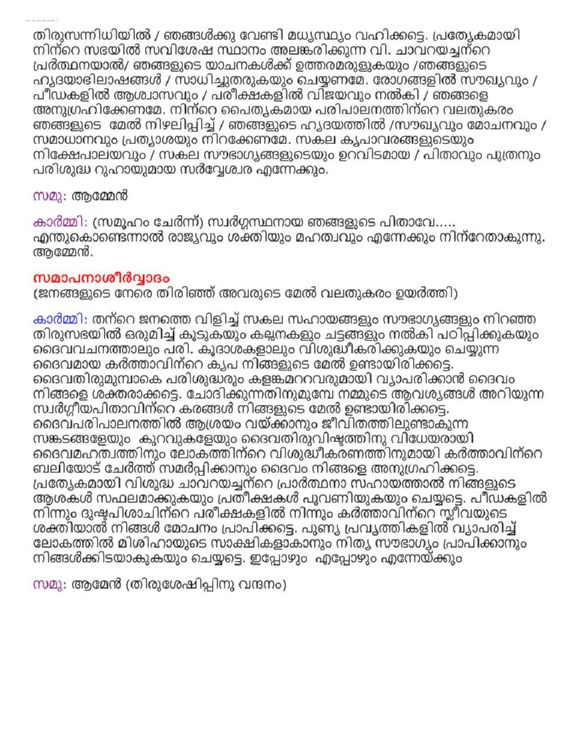 തിരുസന്നിധിയിൽ / ഞങ്ങൾക്കു വേണ്ടി മധ്യസ്ഥ്യം വഹിക്കട്ടെ. പ്രത്യേകമായി
നിന്റെ സഭയിൽ സവിശേഷ സ്ഥാനം അലങ്കരിക്കുന്ന വി. ചാവറയച്ചന്റെ
പ്രർത്ഥനയാൽ/ ഞങ്ങളുടെ യാചനകൾക്ക് ഉത്തരമരുളുകയും /ഞങ്ങളുടെ
ഹൃദയാഭിലാഷങ്ങൾ / സാധിച്ചുതരുകയും ചെയ്യണമേ. രോഗങ്ങളിൽ സൗഖ്യവും /
പീഡകളിൽ ആശ്വാസവും / പരീക്ഷകളിൽ വിജയവും നൽകി / ഞങ്ങളെ
അനുഗ്രഹിക്കേണമേ. നിന്റെ പൈതൃകമായ പരിപാലനത്തിന്റെ വലതുകരം
ഞങ്ങളുടെ മേൽ നിഴലിപ്പിച്ച് / ഞങ്ങളുടെ ഹൃദയത്തിൽ /സൗഖ്യവും മോചനവും /
സമാധാനവും പ്രത്യാശയും നിറക്കേണമേ. സകല കൃപാവരങ്ങളുടെയും
നിക്ഷേപാലയവും / സകല സൗഭാഗ്യങ്ങളുടെയും ഉറവിടമായ / പിതാവും പുത്രനും
പരിശുദ്ധ റൂഹായുമായ സർവ്വേശ്വര എന്നേക്കും.
സമൂ: ആമ്മേൻ
കാർമ്മി: (സമൂഹം ചേർന്ന്) സ്വർഗ്ഗസ്ഥനായ ഞങ്ങളുടെ പിതാവേ.....
എന്തുകൊണ്ടെന്നാൽ രാജ്യവും ശക്തിയും മഹത്വവും എന്നേക്കും നിന്റേതാകുന്നു.
ആമ്മേൻ.
സമാപനാശീർവ്വാദം
(ജനങ്ങളുടെ നേരെ തിരിഞ്ഞ് അവരുടെ മേൽ വലതുകരം ഉയർത്തി)
കാർമ്മി: തന്റെ ജനത്തെ വിളിച്ച് സകല സഹായങ്ങളും സൗഭാഗ്യങ്ങളും നിറഞ്ഞ
തിരുസഭയിൽ ഒരുമിച്ച് കൂടുകയും കല്പനകളും ചട്ടങ്ങളും നൽകി പഠിപ്പിക്കുകയും
ദൈവവചനത്താലും പരി. കൂദാശകളാലും വിശുദ്ധീകരിക്കുകയും ചെയ്യുന്ന
ദൈവമായ കർത്താവിന്റെ കൃപ നിങ്ങളുടെ മേൽ ഉണ്ടായിരിക്കട്ടെ.
ദൈവതിരുമുമ്പാകെ പരിശുദ്ധരും കളങ്കമററവരുമായി വ്യാപരിക്കാൻ ദൈവം
നിങ്ങളെ ശക്തരാക്കട്ടെ. ചോദിക്കുന്നതിനുമുമ്പേ നമ്മുടെ ആവശ്യങ്ങൾ അറിയുന്ന
സ്വർഗ്ഗീയപിതാവിന്റെ കരങ്ങൾ നിങ്ങളുടെ മേൽ ഉണ്ടായിരിക്കട്ടെ.
ദൈവപരിപാലനത്തിൽ ആശ്രയം വയ്ക്കാനും ജീവിതത്തിലുണ്ടാകുന്ന
സങ്കടങ്ങളേയും കുറവുകളേയും ദൈവതിരുവിഷ്ടത്തിനു വിധേയരായി
ദൈവമഹത്വത്തിനും ലോകത്തിന്റെ വിശുദ്ധീകരണത്തിനുമായി കർത്താവിന്റെ
ബലിയോട് ചേർത്ത് സമർപ്പിക്കാനും ദൈവം നിങ്ങളെ അനുഗ്രഹിക്കട്ടെ.
പ്രത്യേകമായി വിശുദ്ധ ചാവറയച്ചന്റെ പ്രാർത്ഥനാ സഹായത്താൽ നിങ്ങളുടെ
ആശകൾ സഫലമാക്കുകയും പ്രതീക്ഷകൾ പൂവണിയുകയും ചെയ്യട്ടെ. പീഡകളിൽ
നിന്നും ദുഷ്ടപിശാചിന്റെ പരീക്ഷകളിൽ നിന്നും കർത്താവിന്റെ സ്ലീവയുടെ
ശക്തിയാൽ നിങ്ങൾ മോചനം പ്രാപിക്കട്ടെ. പുണ്യ പ്രവൃത്തികളിൽ വ്യാപരിച്ച്
ലോകത്തിൽ മിശിഹായുടെ സാക്ഷികളാകാനും നിത്യ സൗഭാഗ്യം പ്രാപിക്കാനും
നിങ്ങൾക്കിടയാകുകയും ചെയ്യട്ടെ. ഇപ്പോഴും എപ്പോഴും എന്നേയ്ക്കും
സമൂ: ആമേൻ (തിരുശേഷിപ്പിനു വന്ദനം)